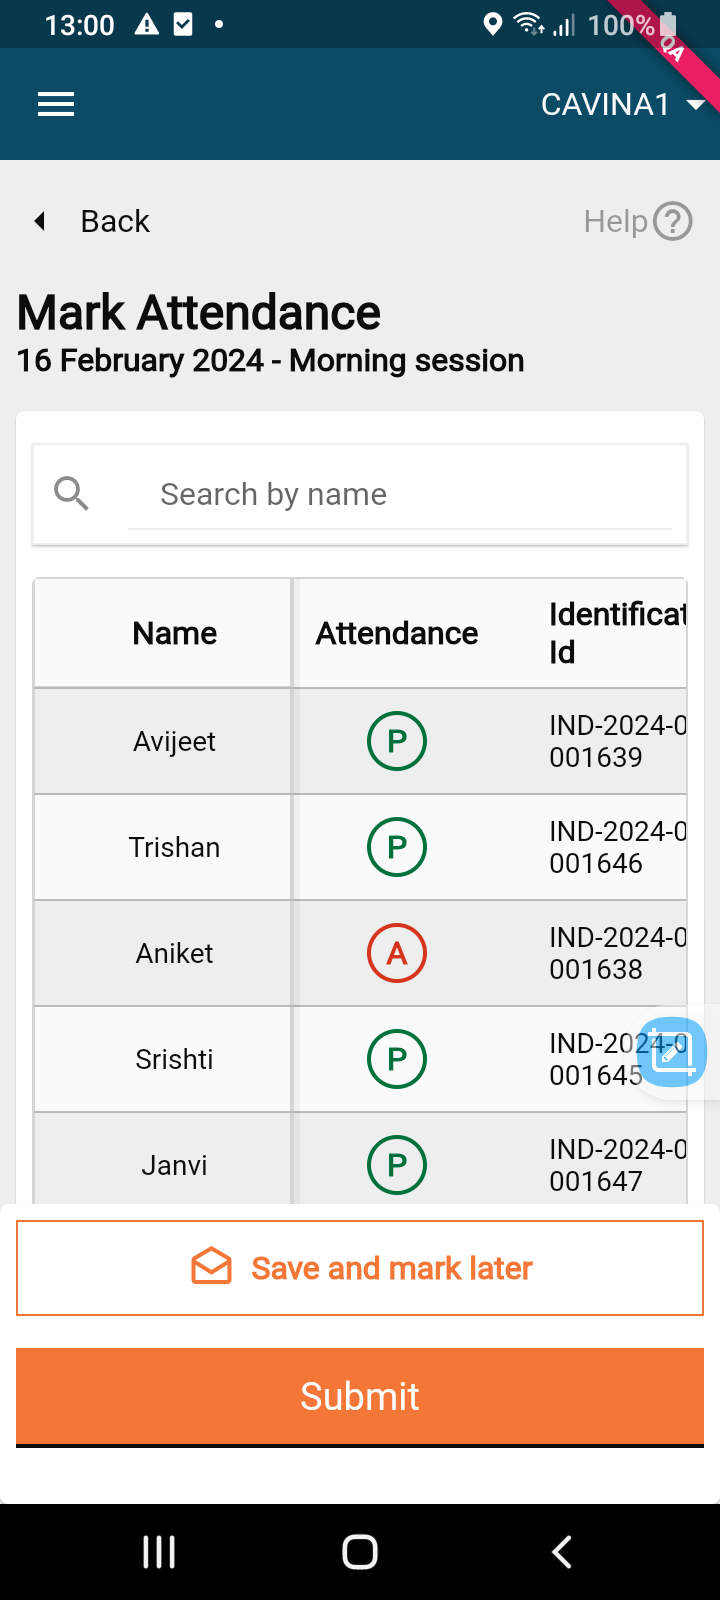 13:00
100%
QA
CAVINA1
Back
Help ?
Mark Attendance
16 February 2024 - Morning session
Search by name
Name
Attendance
Identificat
Id
Avijeet
P
IND-2024-0
001639
Trishan
P
IND-2024-0
001646
Aniket
A
IND-2024-0
001638
Srishti
P
IND-2024-0
001645
Janvi
P
IND-2024-0
001647
Save and mark later
Submit